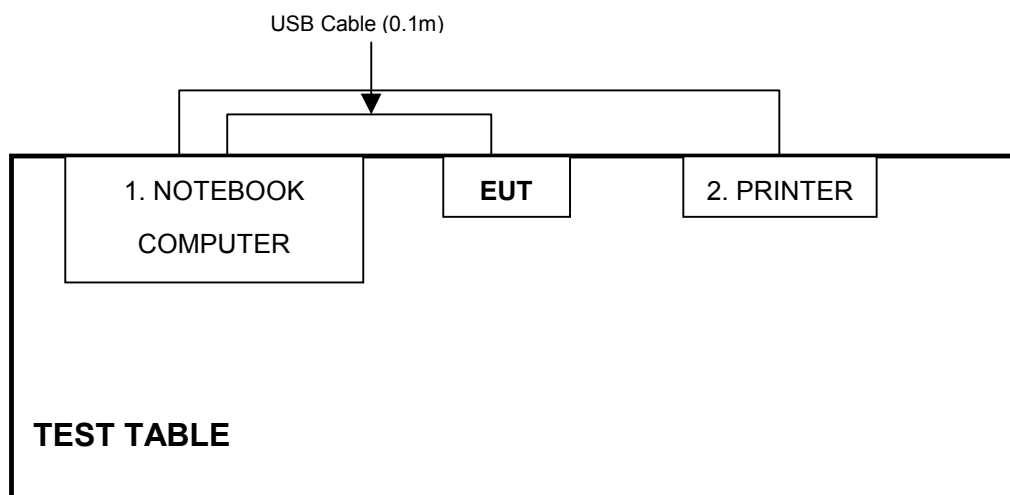 USB Cable (0.1m)
1. NOTEBOOK
COMPUTER
EUT
2. PRINTER
TEST TABLE